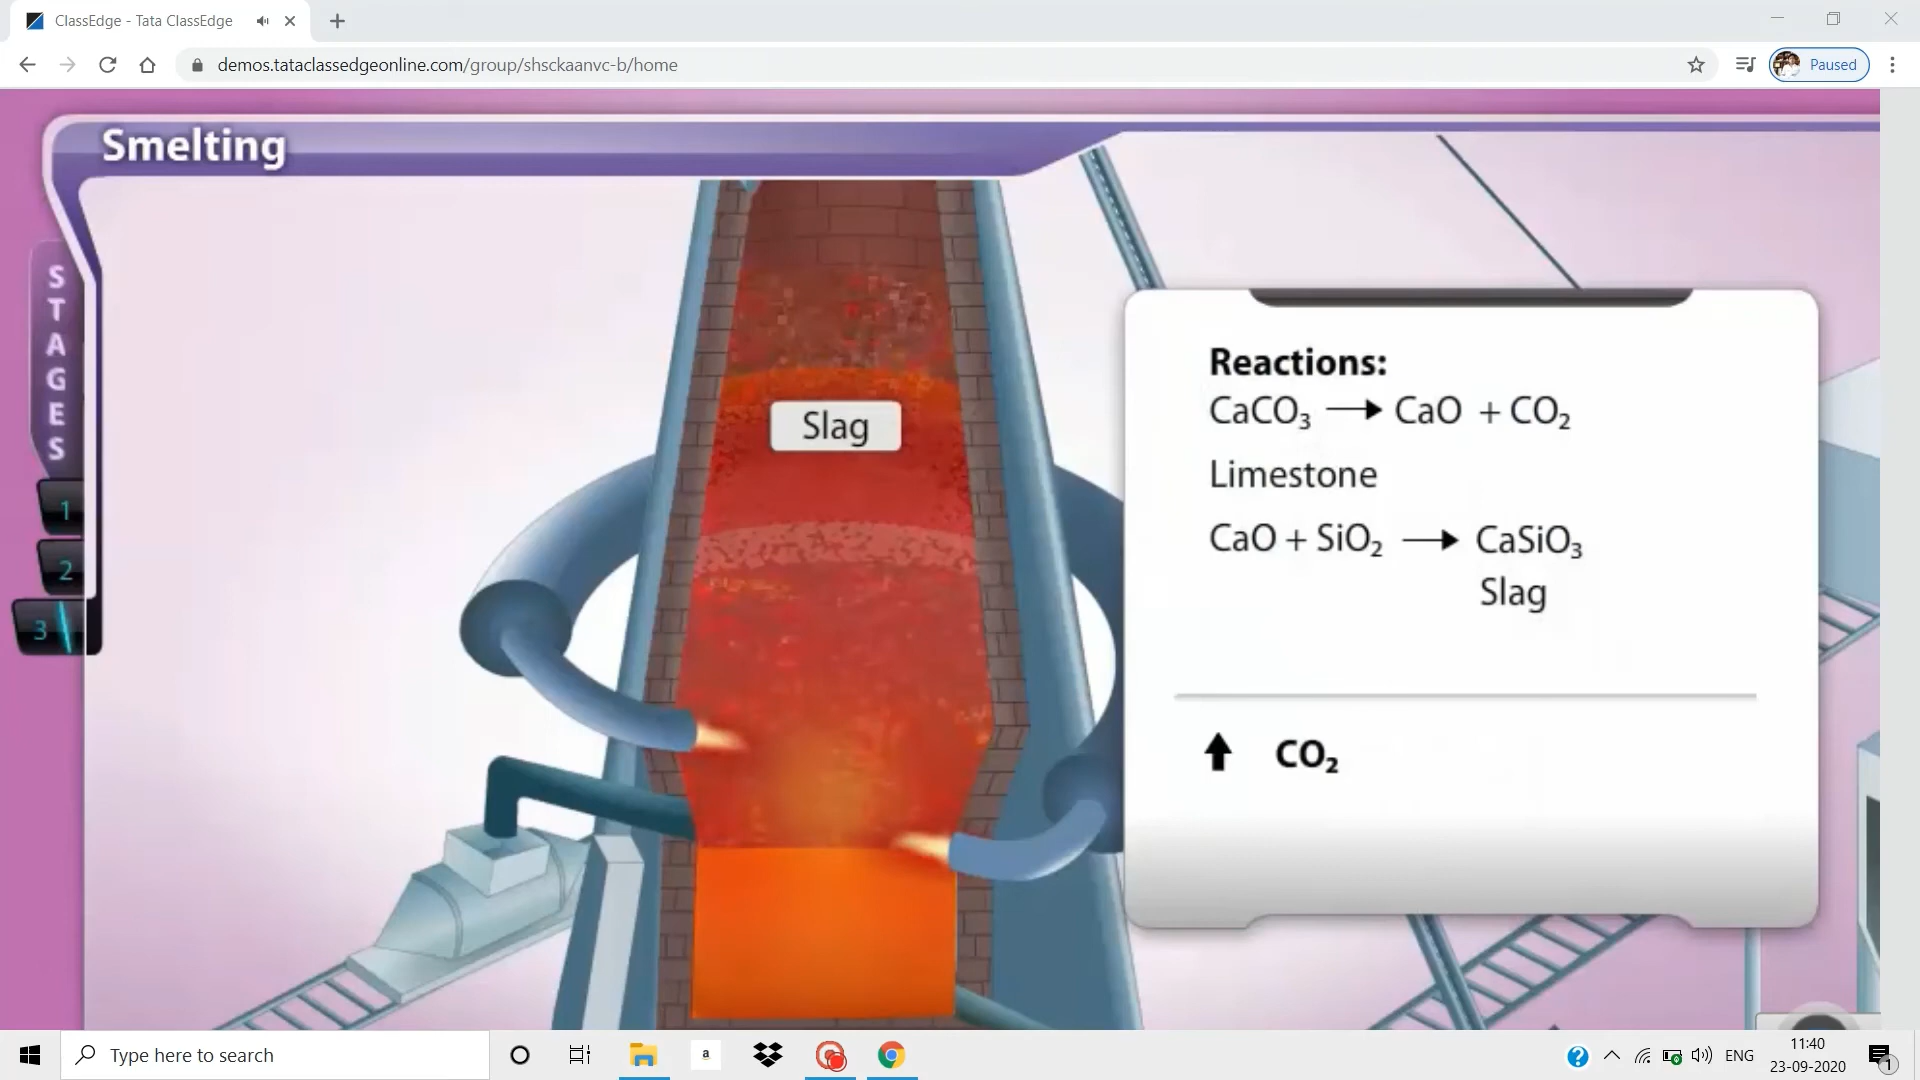 ClassEdge - Tata ClassEdge
demos.tataclassedgeonline.com/group/shsckaanvc-b/home
Paused
Smelting
STAGES
1
2
3
Slag
Reactions:
CaCO₃ → CaO + CO₂
Limestone
CaO + SiO₂ → CaSiO₃
Slag
↑ CO₂
Type here to search
a
ENG
11:40
23-09-2020
1